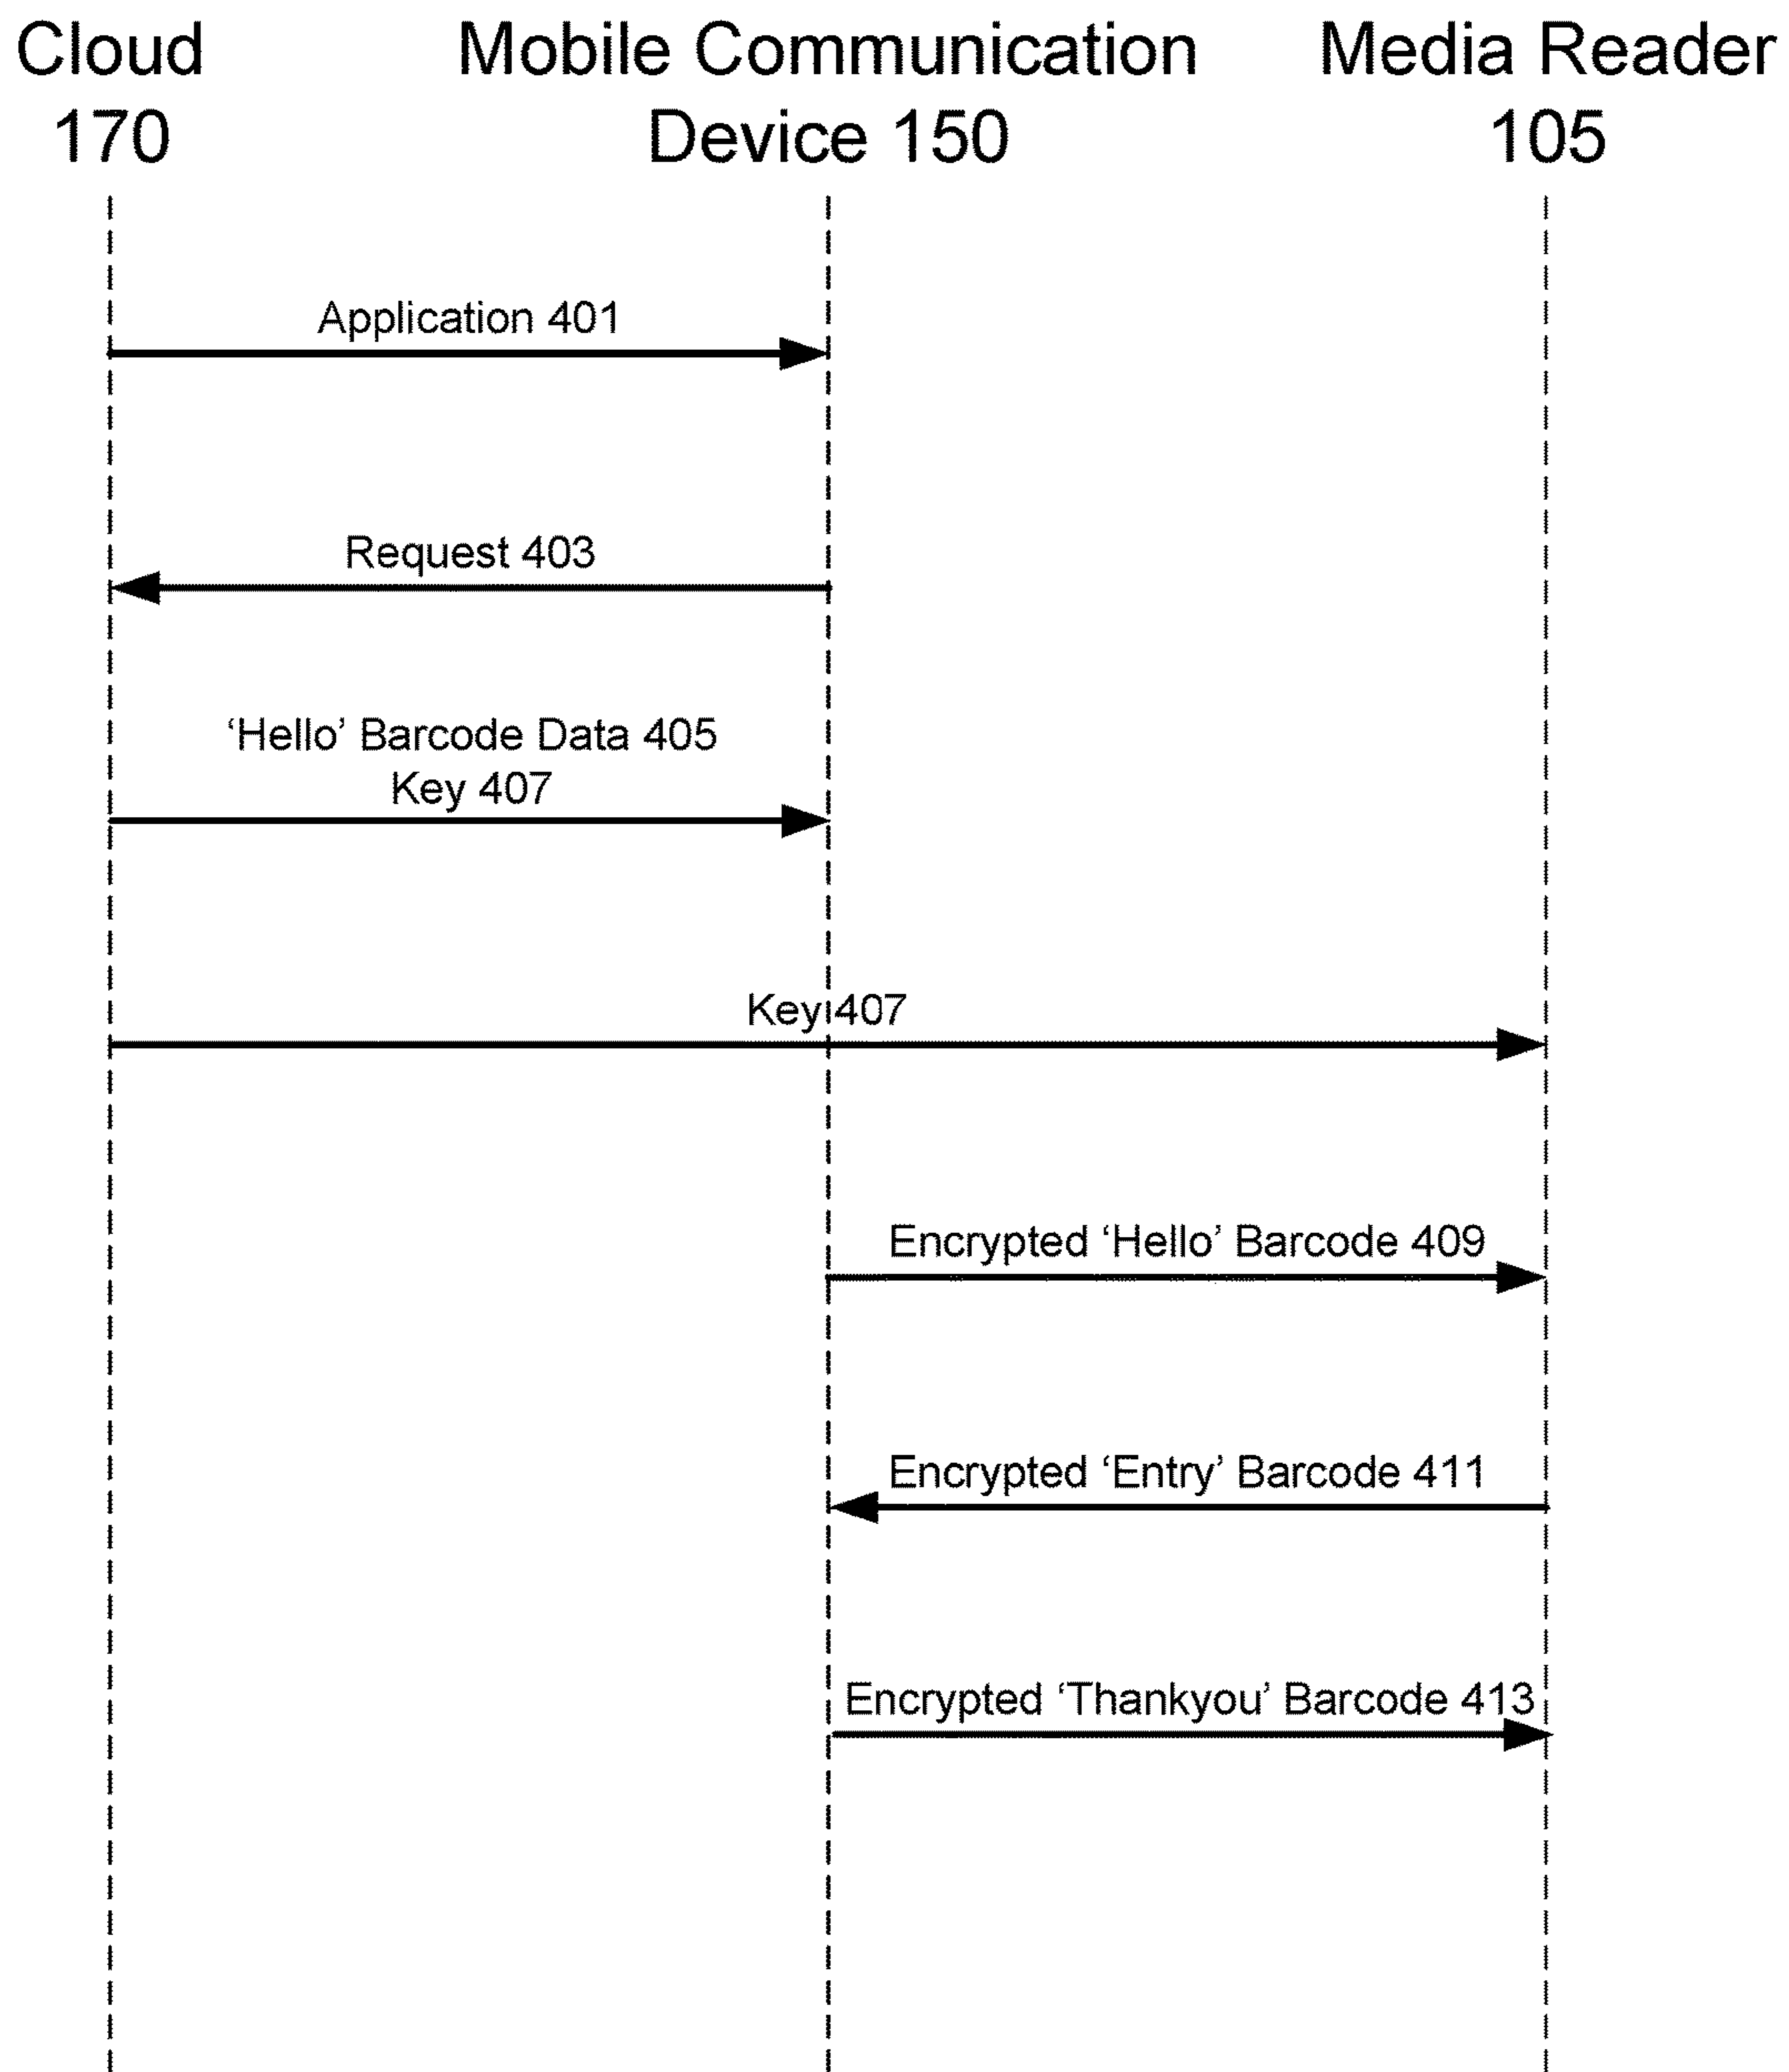 Cloud
170
Mobile Communication
Device 150
Media Reader
105
Application 401
Request 403
‘Hello’ Barcode Data 405
Key 407
Key 407
Encrypted ‘Hello’ Barcode 409
Encrypted ‘Entry’ Barcode 411
Encrypted ‘Thankyou’ Barcode 413